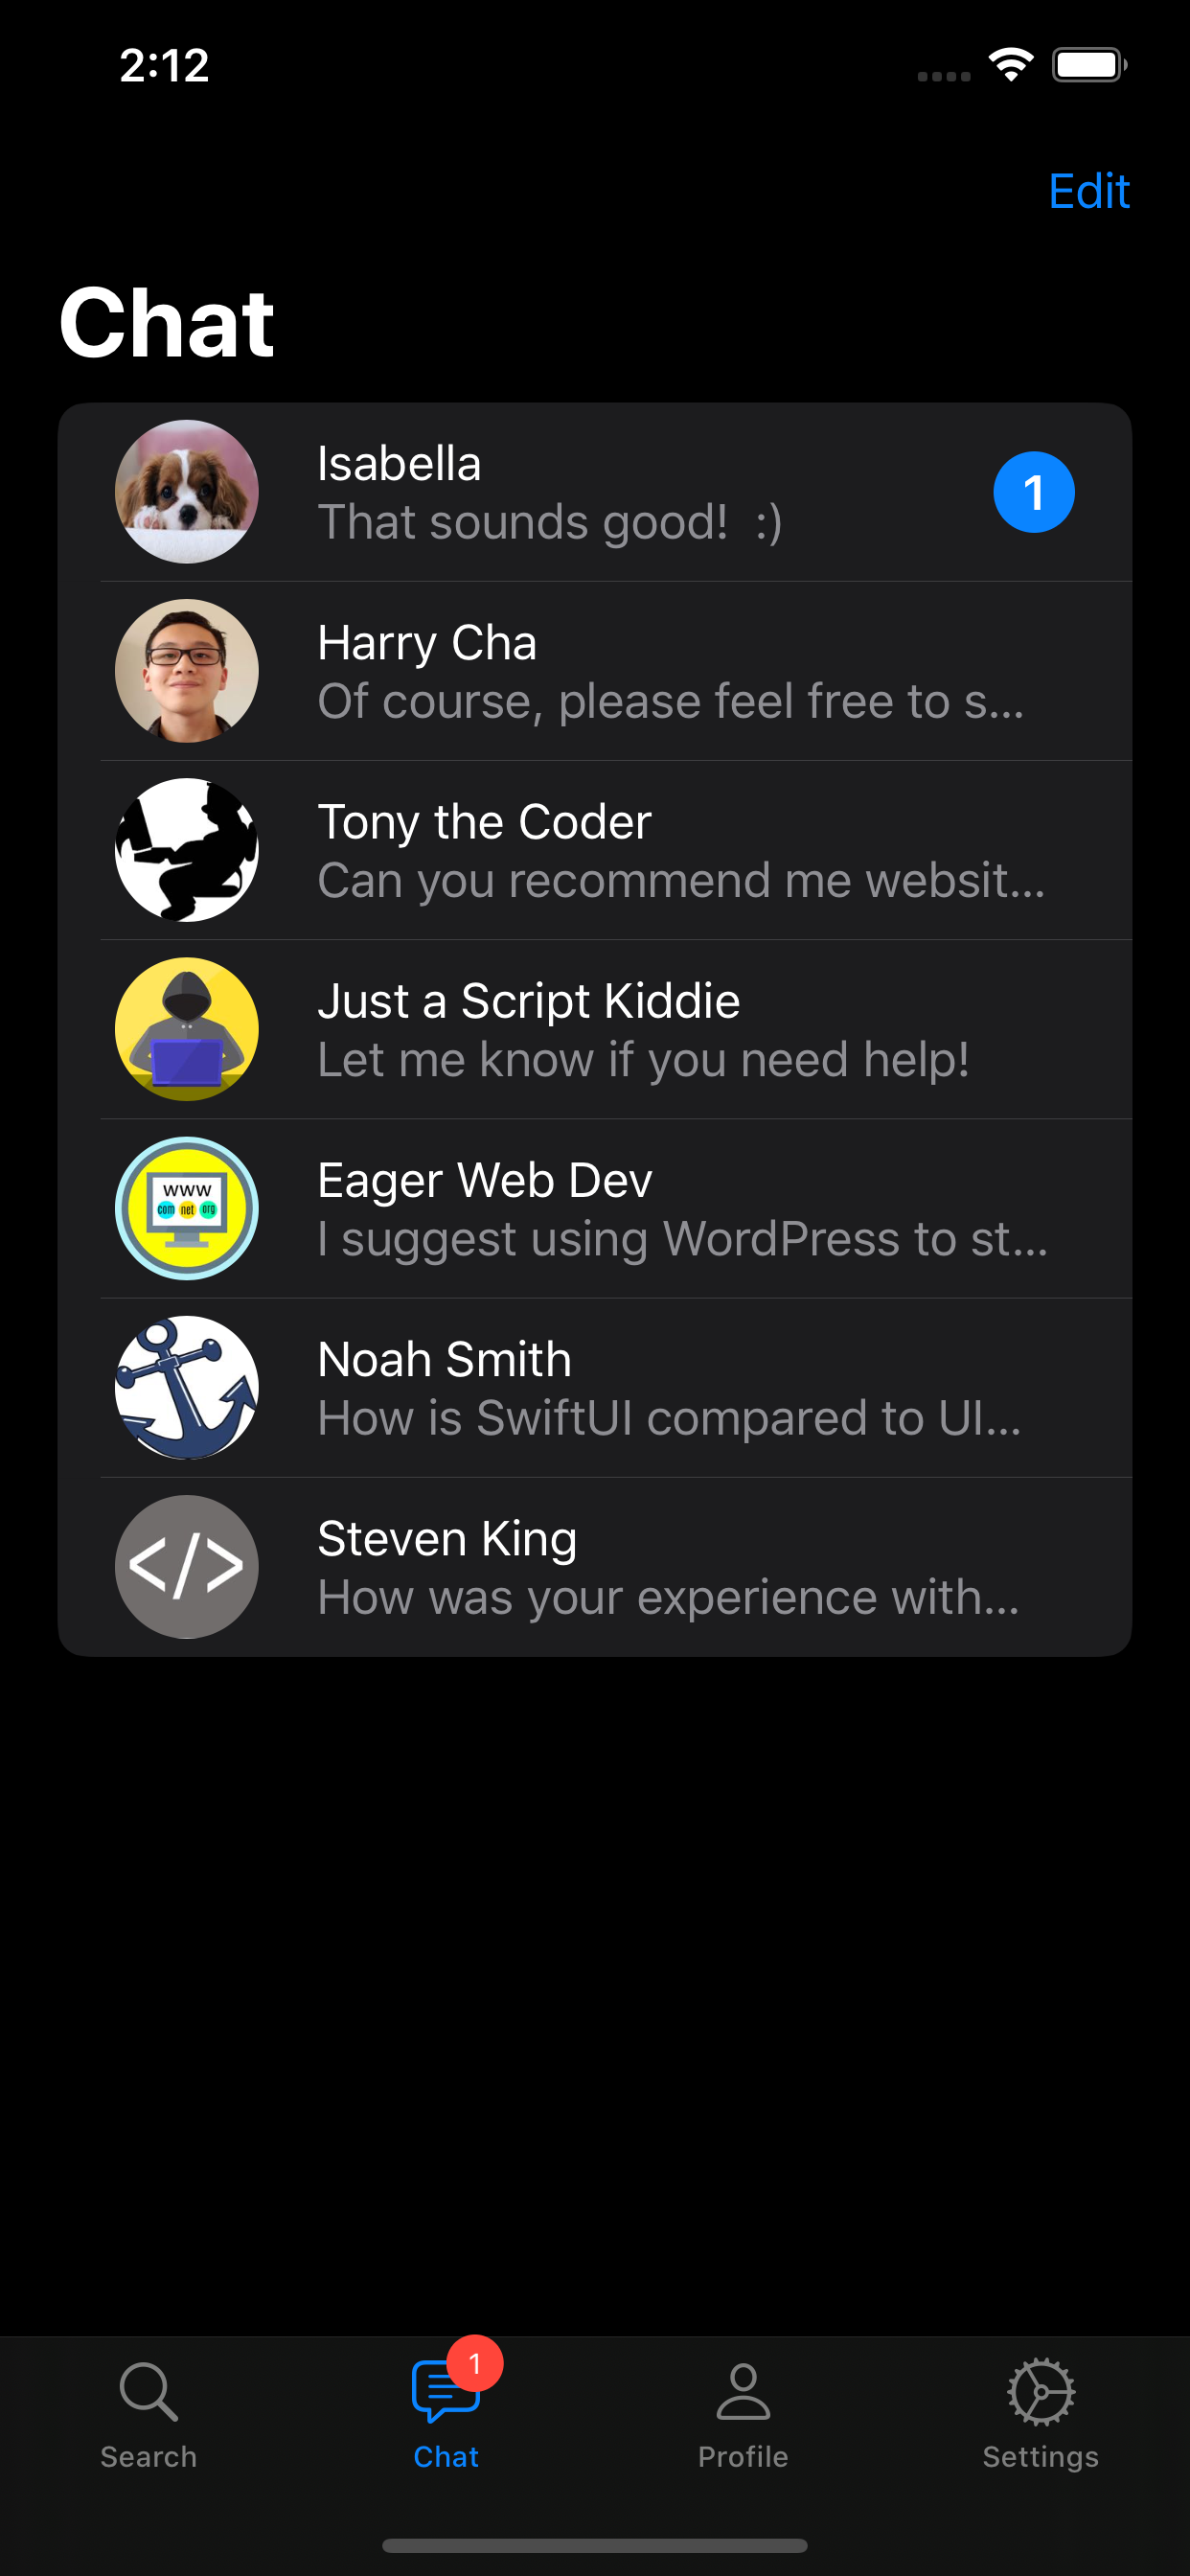 2:12
Edit
Chat
Isabella
That sounds good!  :)
1
Harry Cha
Of course, please feel free to s...
Tony the Coder
Can you recommend me websit...
Just a Script Kiddie
Let me know if you need help!
Eager Web Dev
I suggest using WordPress to st...
www
com net org
Noah Smith
How is SwiftUI compared to UI...
Steven King
How was your experience with...
</>
1
Search
Chat
Profile
Settings